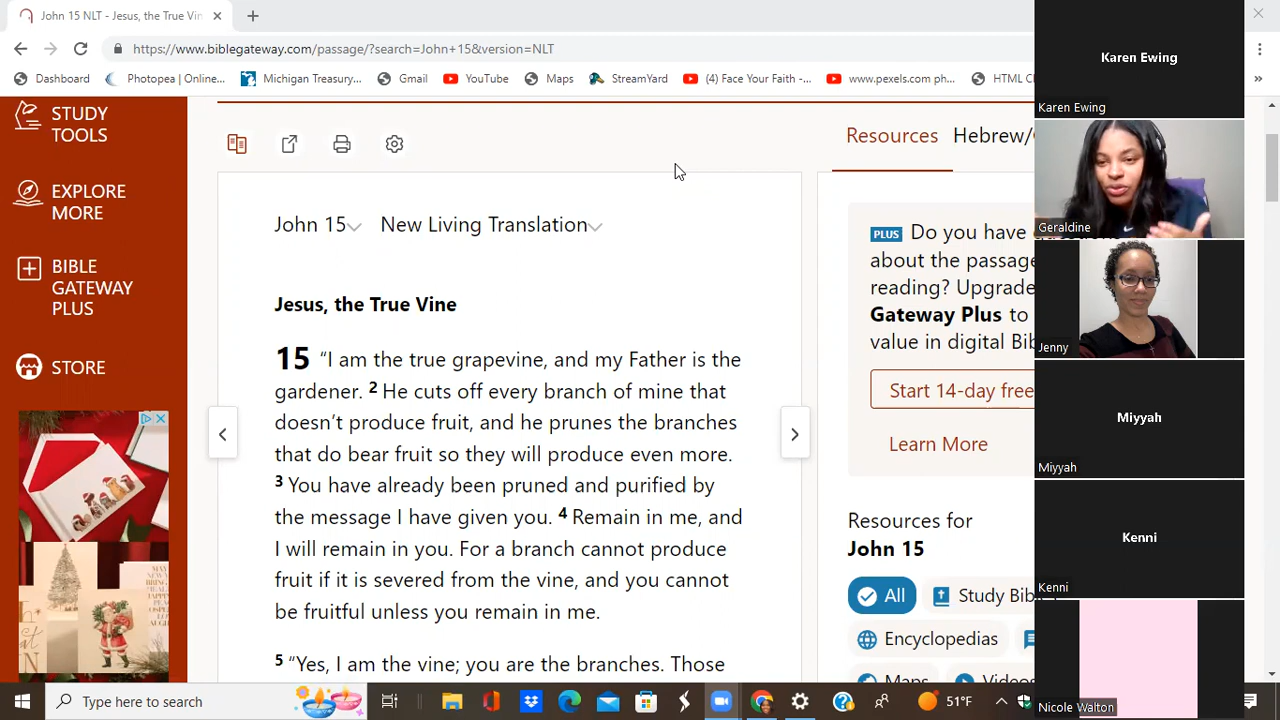 John 15 NLT - Jesus, the True Vin
https://www.biblegateway.com/passage/?search=John+15&version=NLT
Dashboard
Photopea | Online...
Michigan Treasury...
Gmail
YouTube
Maps
StreamYard
(4) Face Your Faith -...
www.pexels.com ph...
HTML C
»
STUDY
TOOLS
EXPLORE
MORE
BIBLE
GATEWAY
PLUS
STORE
Resources
Hebrew/
John 15
New Living Translation
Jesus, the True Vine
15 “I am the true grapevine, and my Father is the
gardener. 2 He cuts off every branch of mine that
doesn’t produce fruit, and he prunes the branches
that do bear fruit so they will produce even more.
3 You have already been pruned and purified by
the message I have given you. 4 Remain in me, and
I will remain in you. For a branch cannot produce
fruit if it is severed from the vine, and you cannot
be fruitful unless you remain in me.
5 “Yes, I am the vine; you are the branches. Those
PLUS Do you have
about the passage
reading? Upgrade
Gateway Plus to
value in digital Bib
Start 14-day free
Learn More
Resources for
John 15
All
Study Bib
Encyclopedias
Maps
Videos
Karen Ewing
Karen Ewing
Geraldine
Jenny
Miyyah
Miyyah
Kenni
Kenni
Nicole Walton
Type here to search
51°F